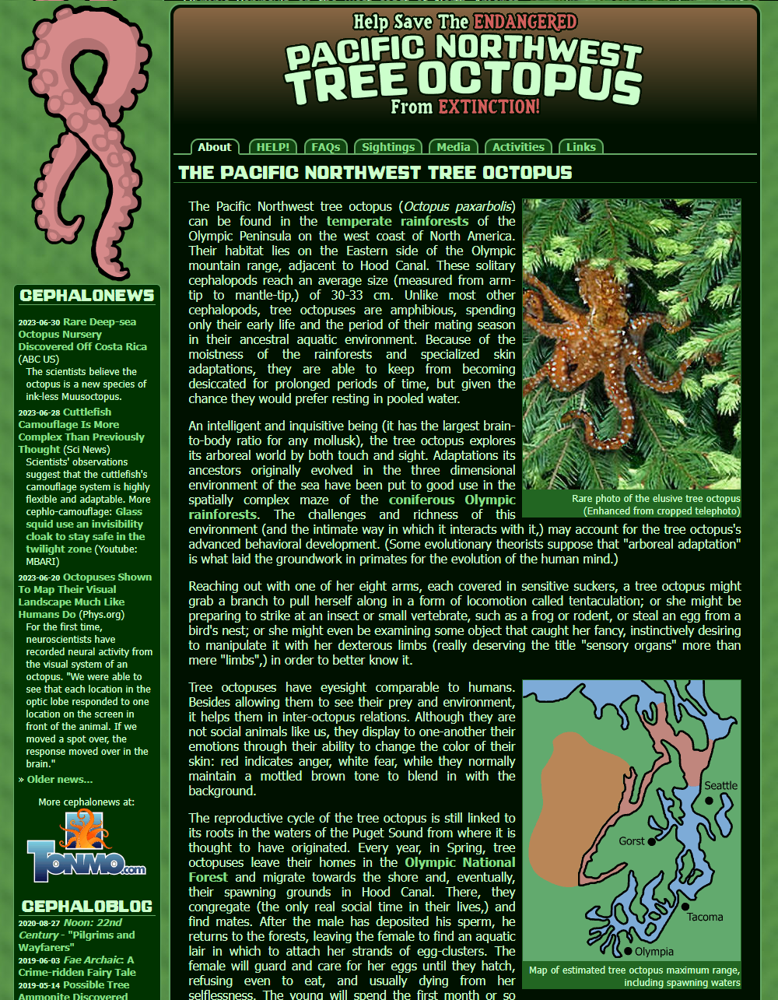 Help Save The ENDANGERED
PACIFIC NORTHWEST
TREE OCTOPUS
From EXTINCTION!
About
HELP!
FAQs
Sightings
Media
Activities
Links
THE PACIFIC NORTHWEST TREE OCTOPUS
The Pacific Northwest tree octopus (Octopus paxarbolis)
can be found in the temperate rainforests of the
Olympic Peninsula on the west coast of North America.
Their habitat lies on the Eastern side of the Olympic
mountain range, adjacent to Hood Canal. These solitary
cephalopods reach an average size (measured from arm-
tip to mantle-tip,) of 30-33 cm. Unlike most other
cephalopods, tree octopuses are amphibious, spending
only their early life and the period of their mating season
in their ancestral aquatic environment. Because of the
moistness of the rainforests and specialized skin
adaptations, they are able to keep from becoming
desiccated for prolonged periods of time, but given the
chance they would prefer resting in pooled water.
Rare photo of the elusive tree octopus
(Enhanced from cropped telephoto)
An intelligent and inquisitive being (it has the largest brain-
to-body ratio for any mollusk), the tree octopus explores
its arboreal world by both touch and sight. Adaptations its
ancestors originally evolved in the three dimensional
environment of the sea have been put to good use in the
spatially complex maze of the coniferous Olympic
rainforests. The challenges and richness of this
environment (and the intimate way in which it interacts with it,) may account for the tree octopus's
advanced behavioral development. (Some evolutionary theorists suppose that "arboreal adaptation"
is what laid the groundwork in primates for the evolution of the human mind.)
Reaching out with one of her eight arms, each covered in sensitive suckers, a tree octopus might
grab a branch to pull herself along in a form of locomotion called tentaculation; or she might be
preparing to strike at an insect or small vertebrate, such as a frog or rodent, or steal an egg from a
bird's nest; or she might even be examining some object that caught her fancy, instinctively desiring
to manipulate it with her dexterous limbs (really deserving the title "sensory organs" more than
mere "limbs",) in order to better know it.
Tree octopuses have eyesight comparable to humans.
Besides allowing them to see their prey and environment,
it helps them in inter-octopus relations. Although they are
not social animals like us, they display to one-another their
emotions through their ability to change the color of their
skin: red indicates anger, white fear, while they normally
maintain a mottled brown tone to blend in with the
background.
The reproductive cycle of the tree octopus is still linked to
its roots in the waters of the Puget Sound from where it is
thought to have originated. Every year, in Spring, tree
octopuses leave their homes in the Olympic National
Forest and migrate towards the shore and, eventually,
their spawning grounds in Hood Canal. There, they
congregate (the only real social time in their lives,) and
find mates. After the male has deposited his sperm, he
returns to the forests, leaving the female to find an aquatic
lair in which to attach her strands of egg-clusters. The
female will guard and care for her eggs until they hatch,
refusing even to eat, and usually dying from her
selflessness. The young will spend the first month or so
Seattle
Gorst
Tacoma
Olympia
Map of estimated tree octopus maximum range,
including spawning waters
CEPHALONEWS
2023-06-30 Rare Deep-sea
Octopus Nursery
Discovered Off Costa Rica
(ABC US)
The scientists believe the
octopus is a new species of
ink-less Muusoctopus.
2023-06-28 Cuttlefish
Camouflage Is More
Complex Than Previously
Thought (Sci News)
Scientists' observations
suggest that the cuttlefish's
camouflage system is highly
flexible and adaptable. More
cephlo-camouflage: Glass
squid use an invisibility
cloak to stay safe in the
twilight zone (Youtube:
MBARI)
2023-06-20 Octopuses Shown
To Map Their Visual
Landscape Much Like
Humans Do (Phys.org)
For the first time,
neuroscientists have
recorded neural activity from
the visual system of an
octopus. "We were able to
see that each location in the
optic lobe responded to one
location on the screen in
front of the animal. If we
moved a spot over, the
response moved over in the
brain."
» Older news...
More cephalonews at:
TONMO.com
CEPHALOBLOG
2020-08-27 Noon: 22nd
Century - "Pilgrims and
Wayfarers"
2019-06-03 Fae Archaic: A
Crime-ridden Fairy Tale
2019-05-14 Possible Tree
Ammonite Discovered